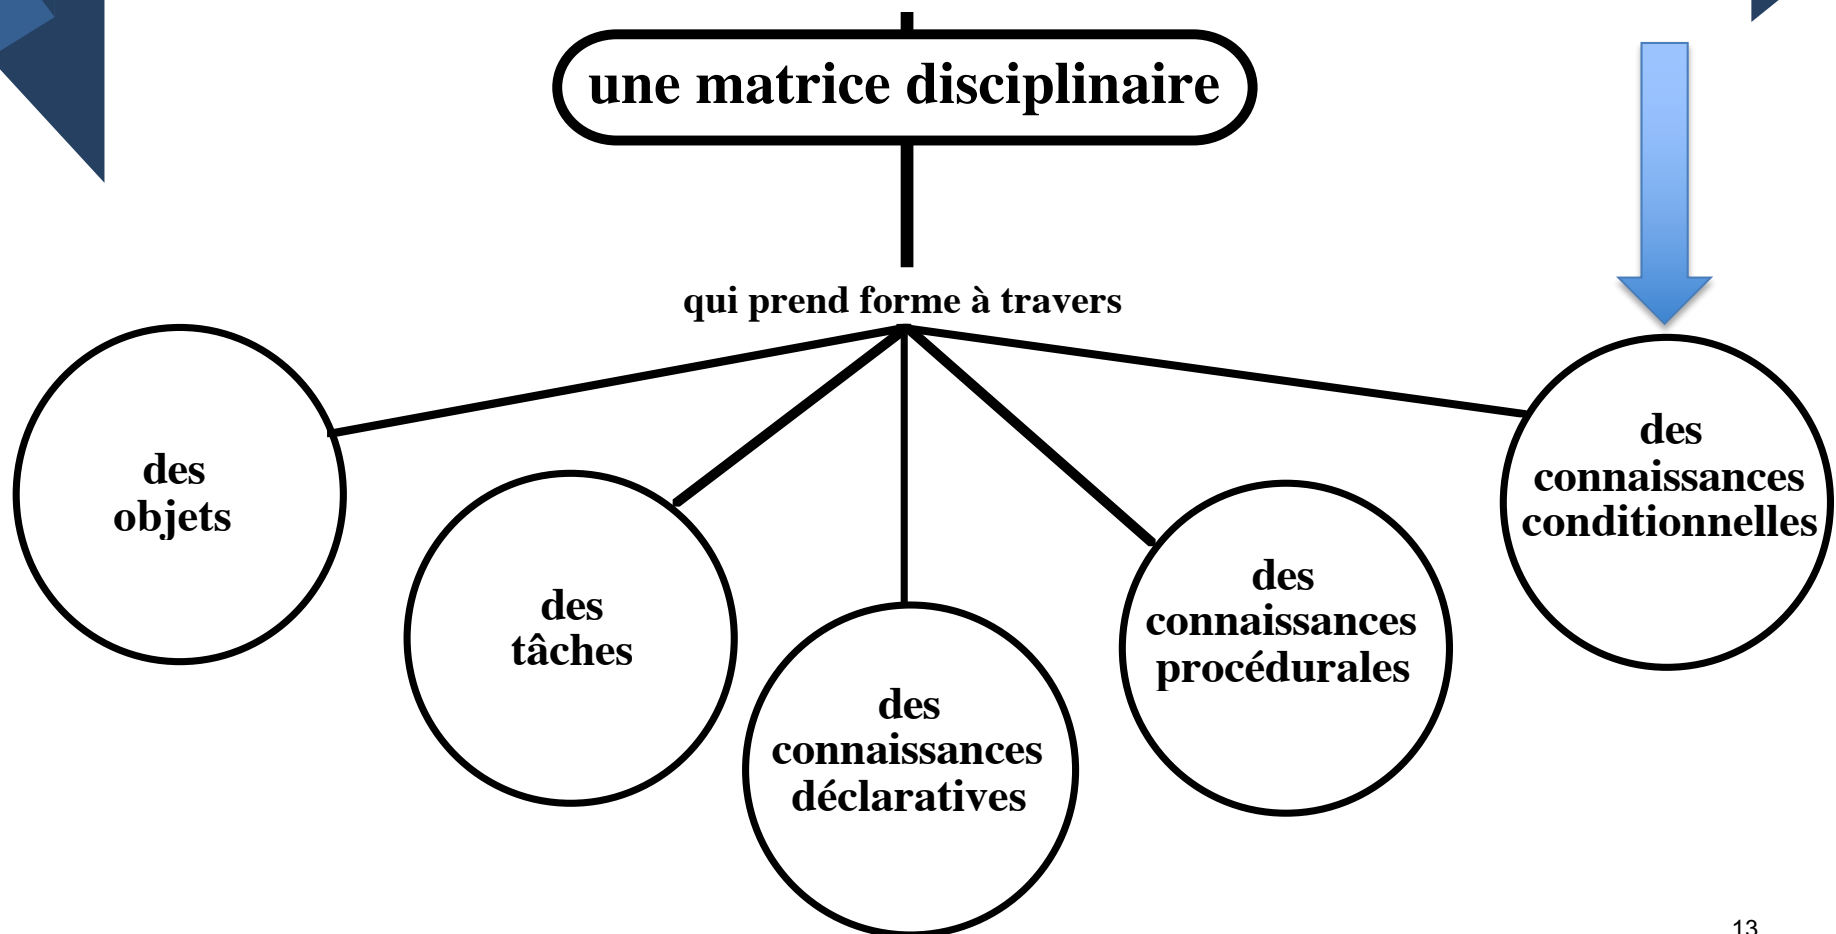 une matrice disciplinaire
qui prend forme à travers
des
objets
des
tâches
des
connaissances
déclaratives
des
connaissances
procédurales
des
connaissances
conditionnelles
13